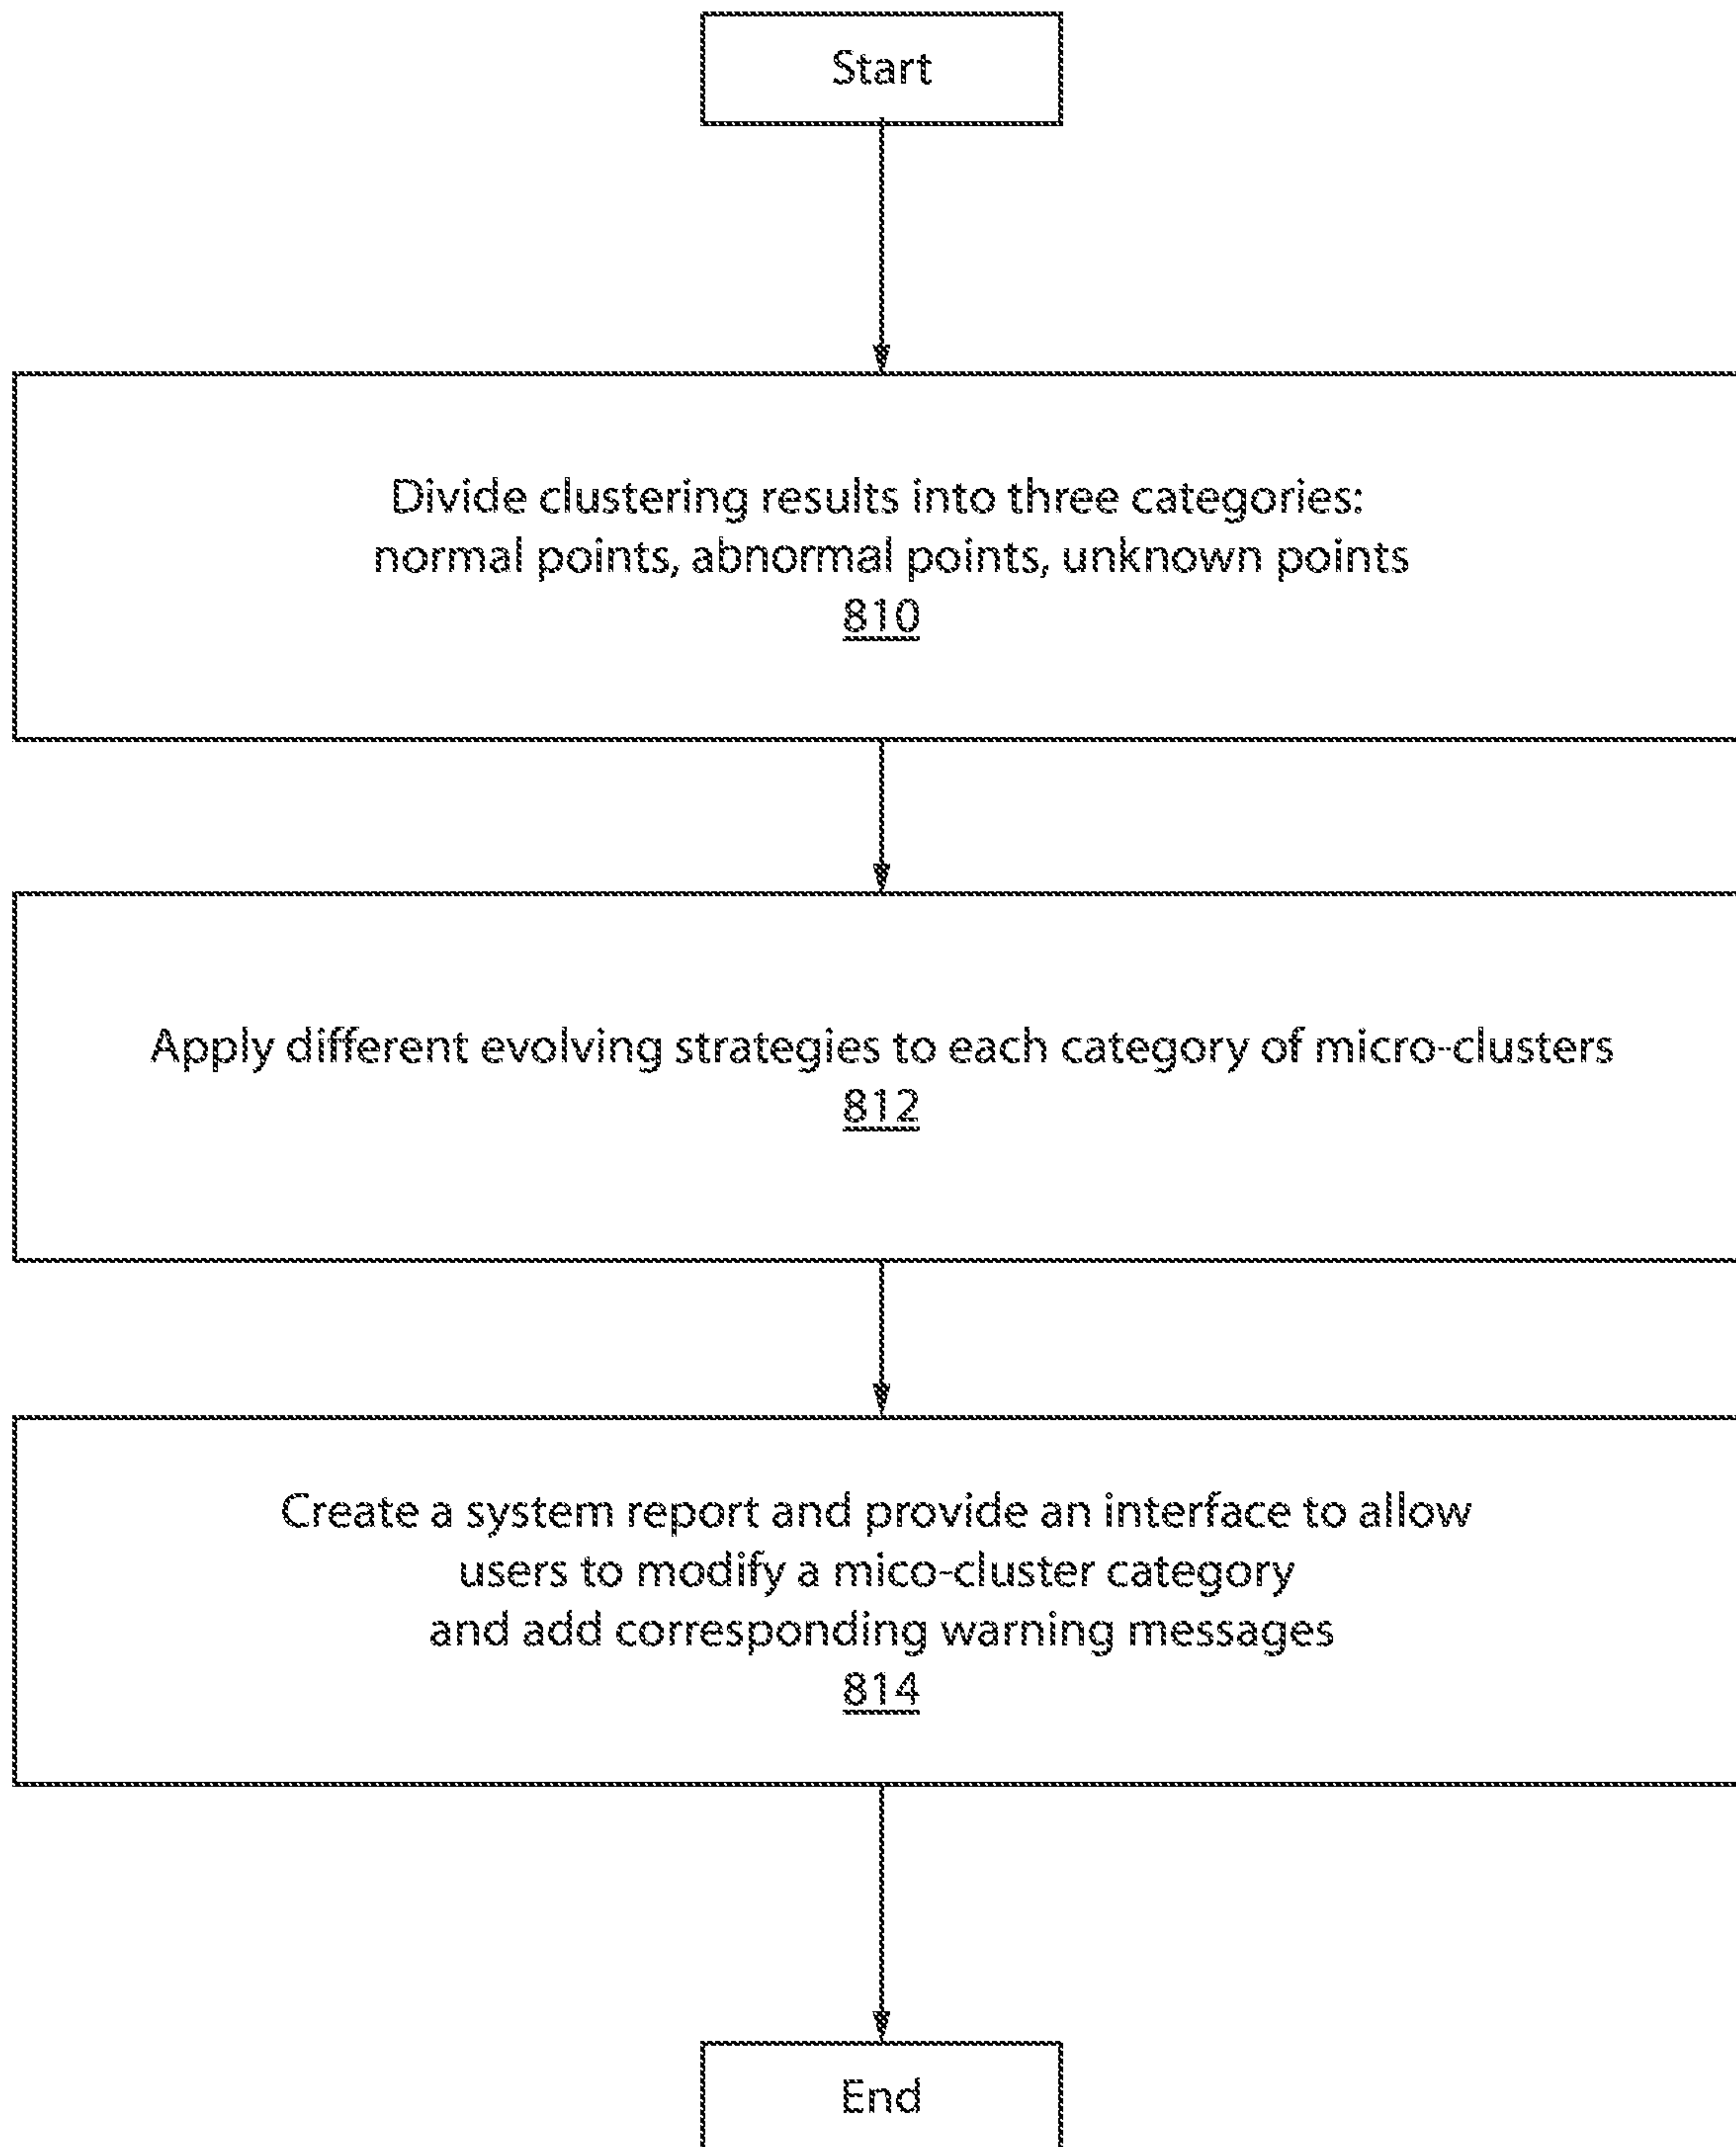 Start
Divide clustering results into three categories:
normal points, abnormal points, unknown points
810
Apply different evolving strategies to each category of micro-clusters
812
Create a system report and provide an interface to allow
users to modify a mico-cluster category
and add corresponding warning messages
814
End